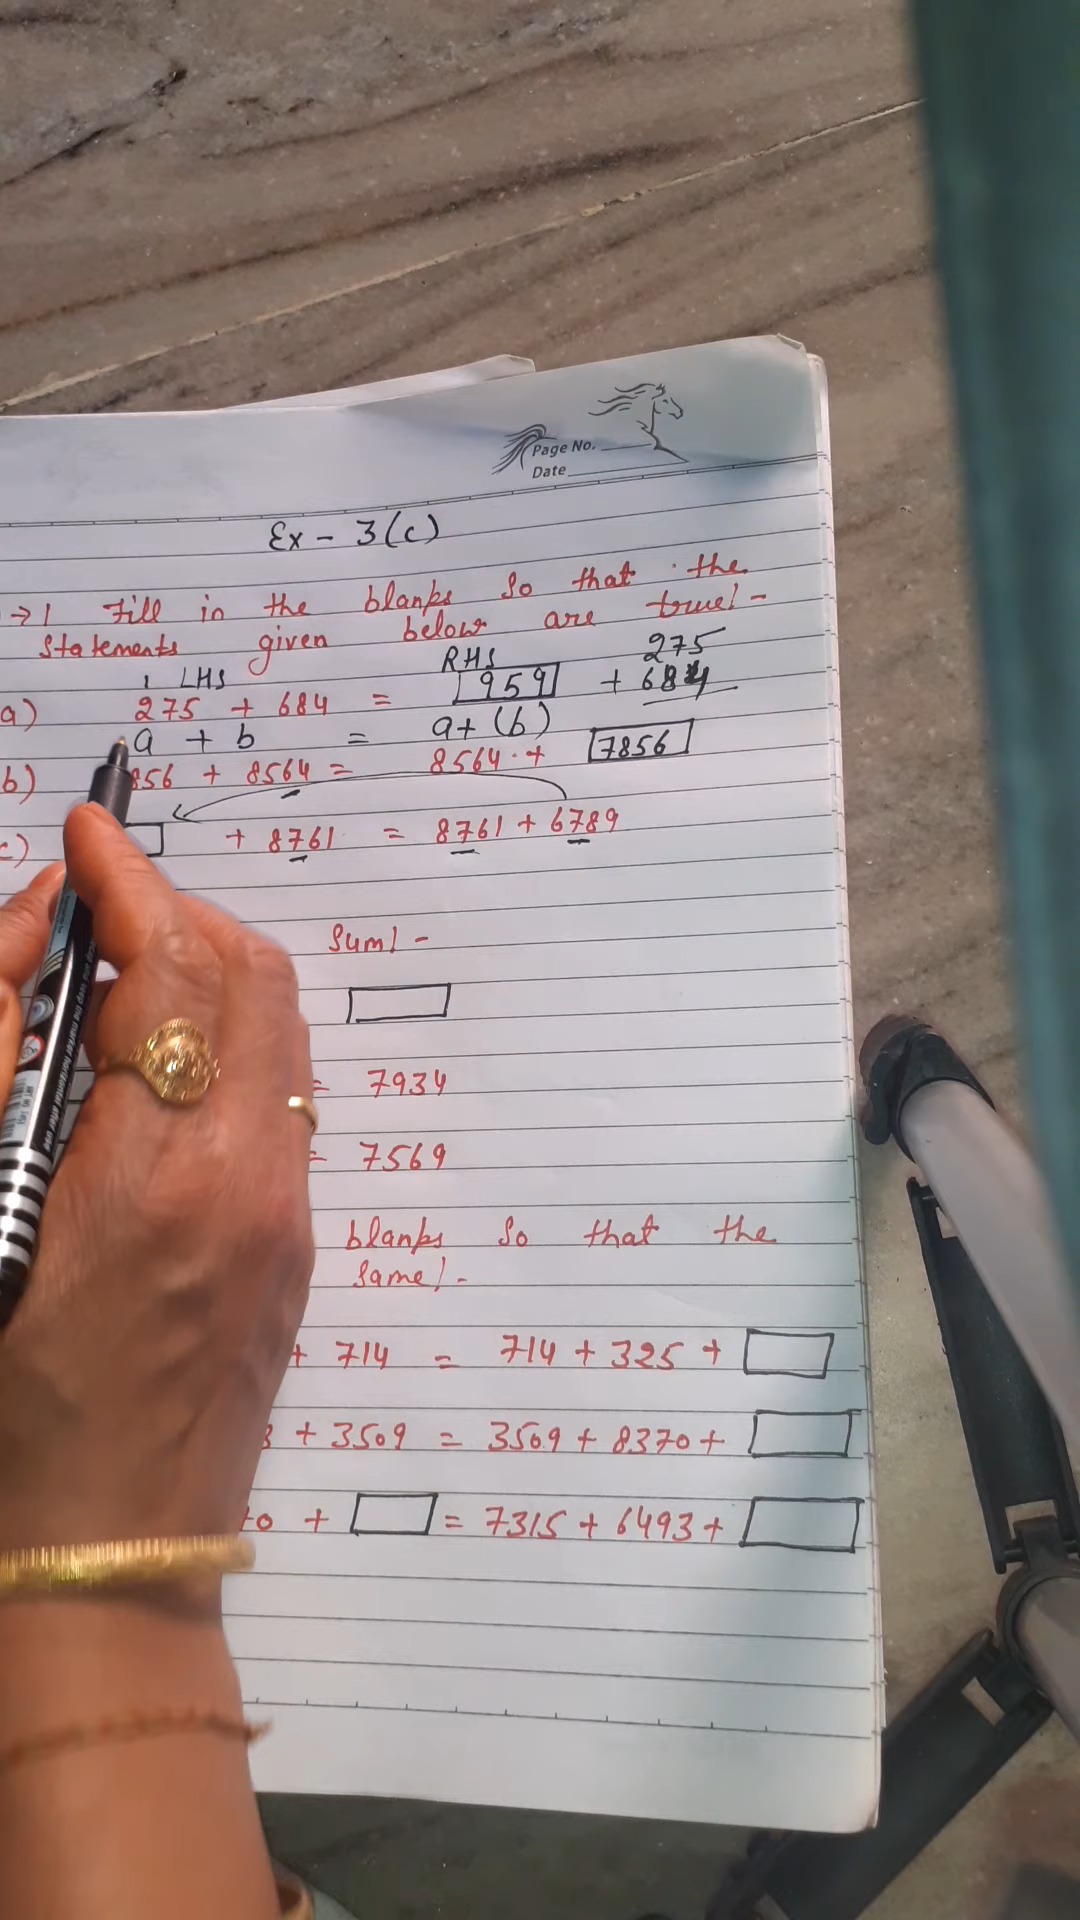 Page No.
Date
Ex - 3(c)
→ 1 Fill in the blanks so that the
statements given below are true!-
LHS RHS 275
a) 275 + 684 = 959 + 684
a + b = a + (b)
b) 856 + 8564 = 8564 + 7856
c) + 8761 = 8761 + 6789
Sum!-
= 7934
= 7569
blanks so that the
same!-
+ 714 = 714 + 325 +
+ 3509 = 3509 + 8370 +
0 + = 7315 + 6493 +